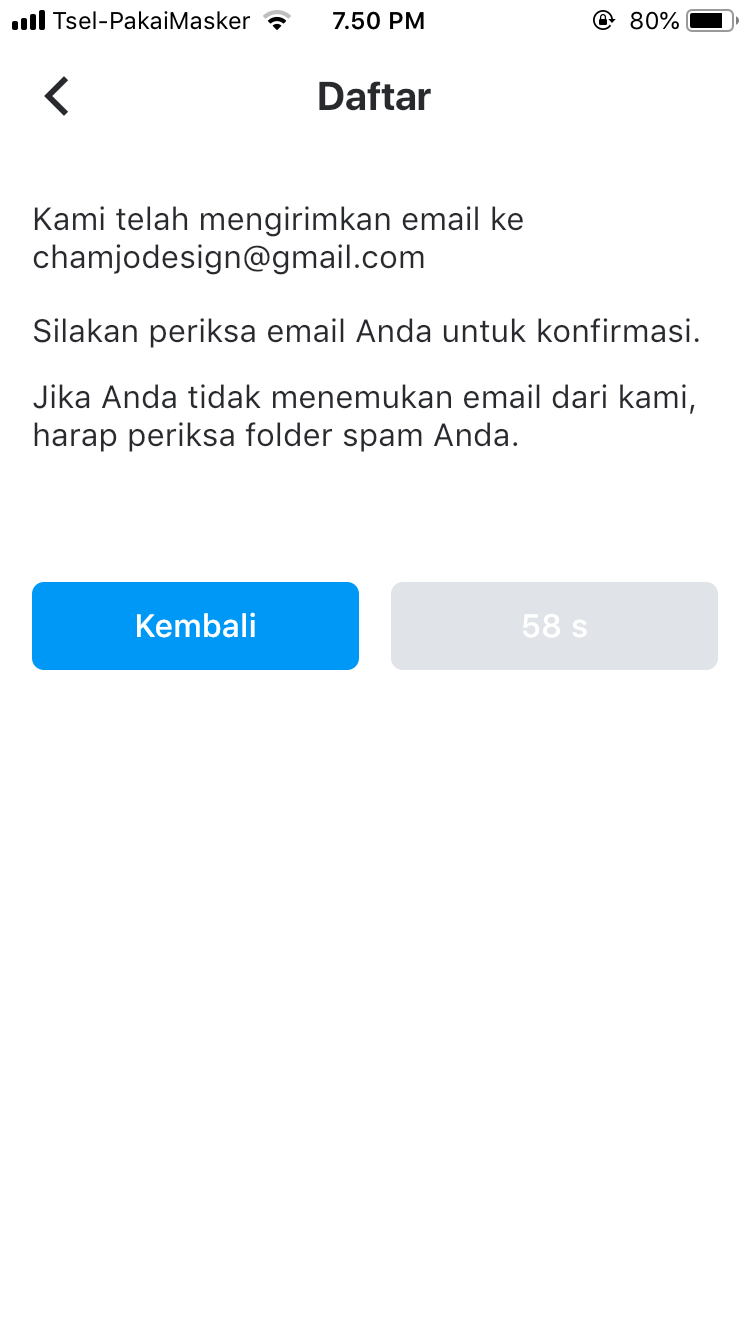 Tsel-PakaiMasker 7.50 PM 80%
Daftar
Kami telah mengirimkan email ke
chamjodesign@gmail.com
Silakan periksa email Anda untuk konfirmasi.
Jika Anda tidak menemukan email dari kami,
harap periksa folder spam Anda.
Kembali 58 s